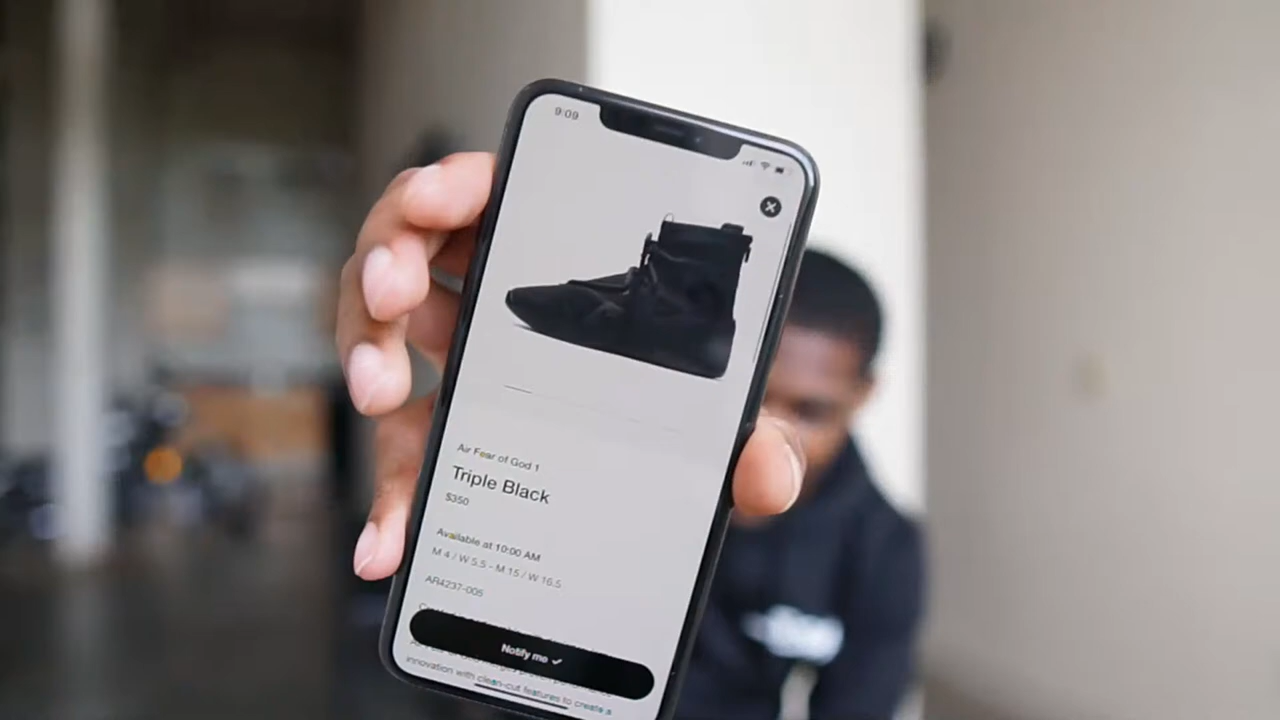 9:09
Air Fear of God 1
Triple Black
$350
Available at 10:00 AM
M 4 / W 5.5 - M 15 / W 16.5
AR4237-005
Notify me
innovation with clean-cut features to create a